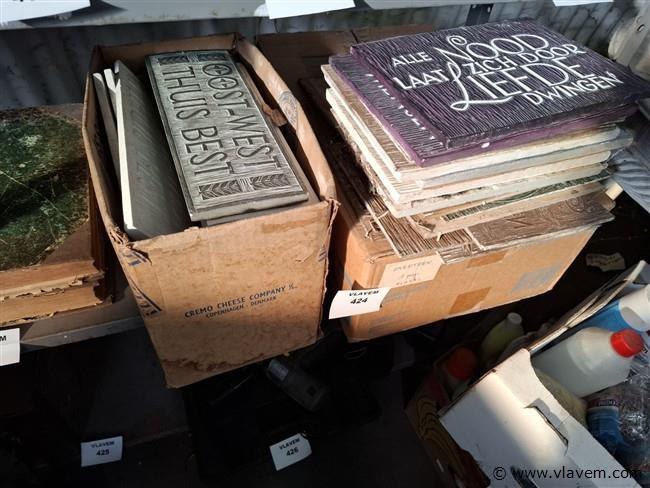 ALLE NOOD
LAAT ZICH DOOR
LIEFDE
DWINGEN
OOST-WEST
THUIS BEST
CREMO CHEESE COMPANY
COPENHAGEN. DENMARK
VLAVEM
424
VLAVEM
425
VLAVEM
426
© www.vlavem.com